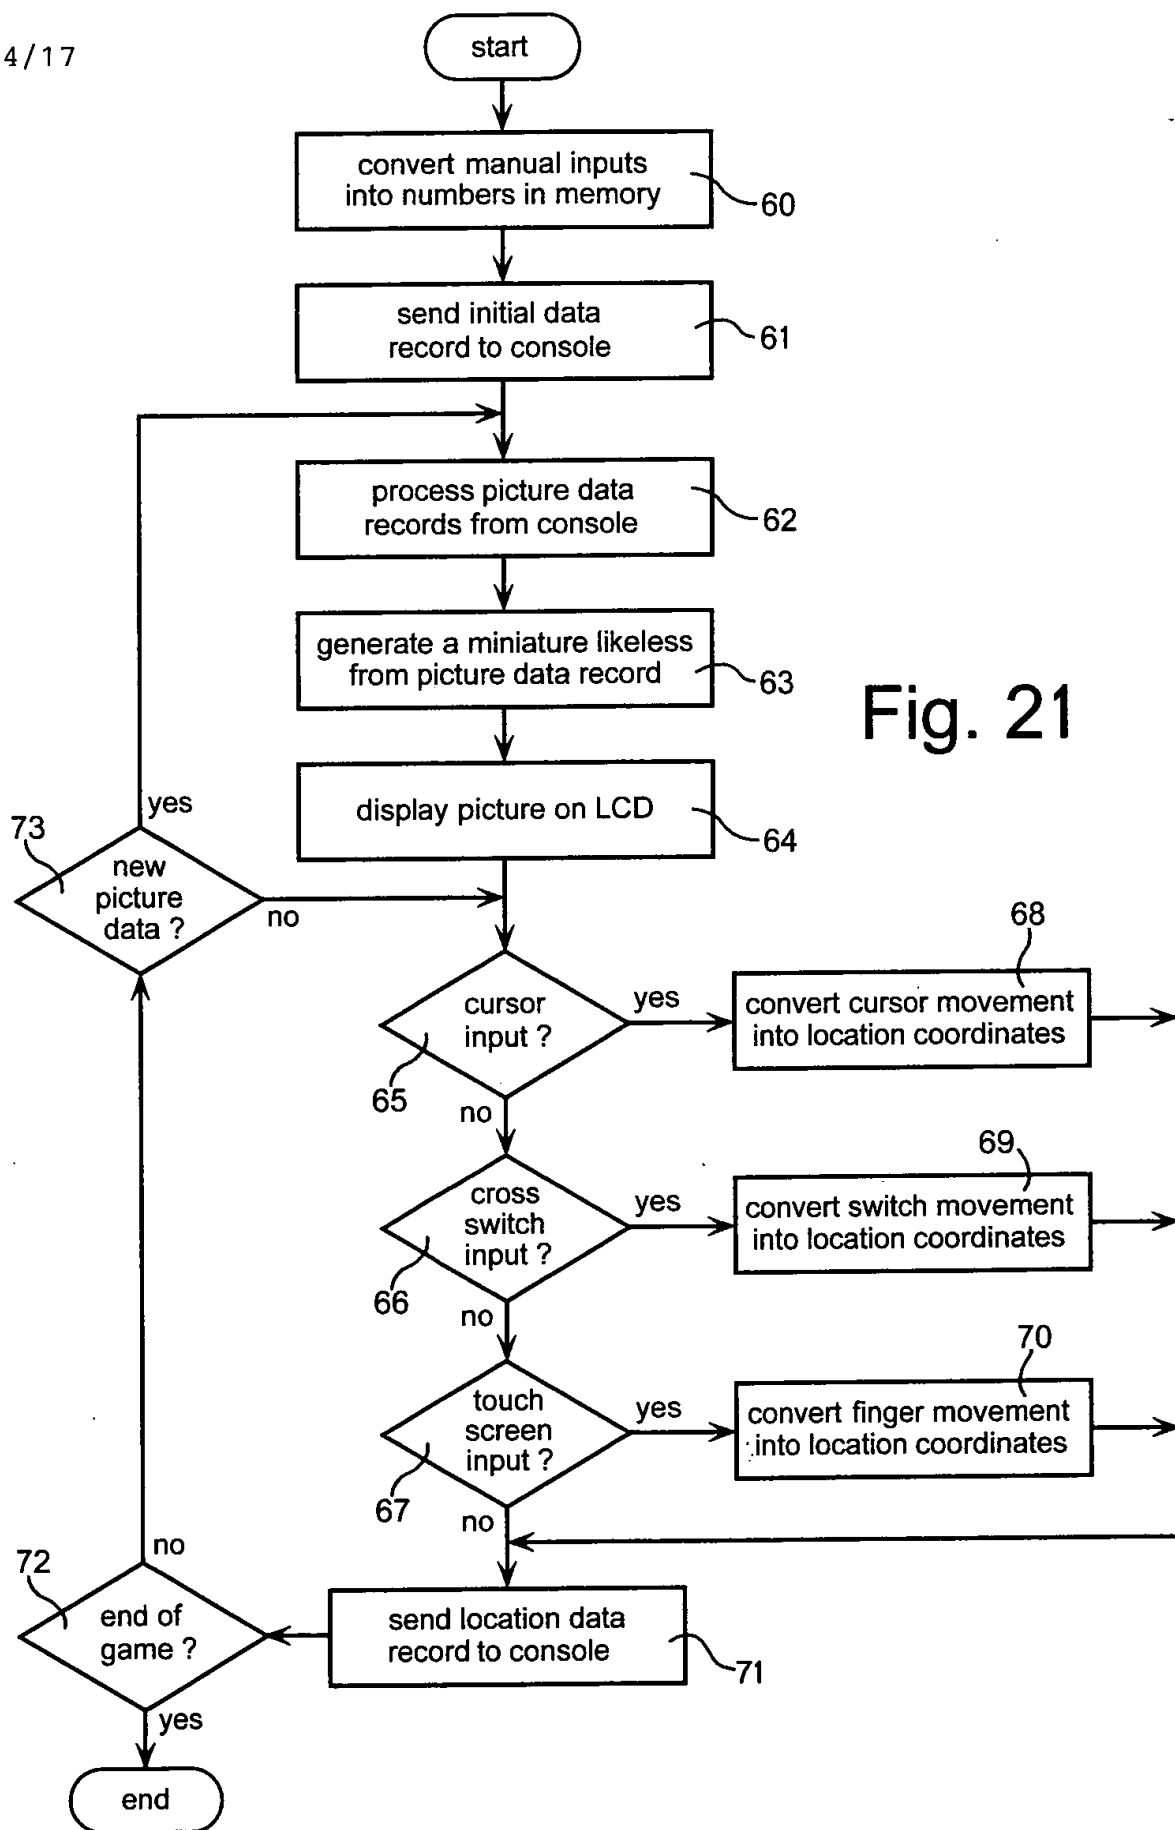 4/17
start
convert manual inputs
into numbers in memory
60
send initial data
record to console
61
process picture data
records from console
62
generate a miniature likeless
from picture data record
63
Fig. 21
display picture on LCD
64
yes
73
new
picture
data ?
no
cursor
input ?
65
yes
68
convert cursor movement
into location coordinates
no
cross
switch
input ?
66
yes
69
convert switch movement
into location coordinates
no
touch
screen
input ?
67
yes
70
convert finger movement
into location coordinates
no
send location data
record to console
71
72
no
end of
game ?
yes
end